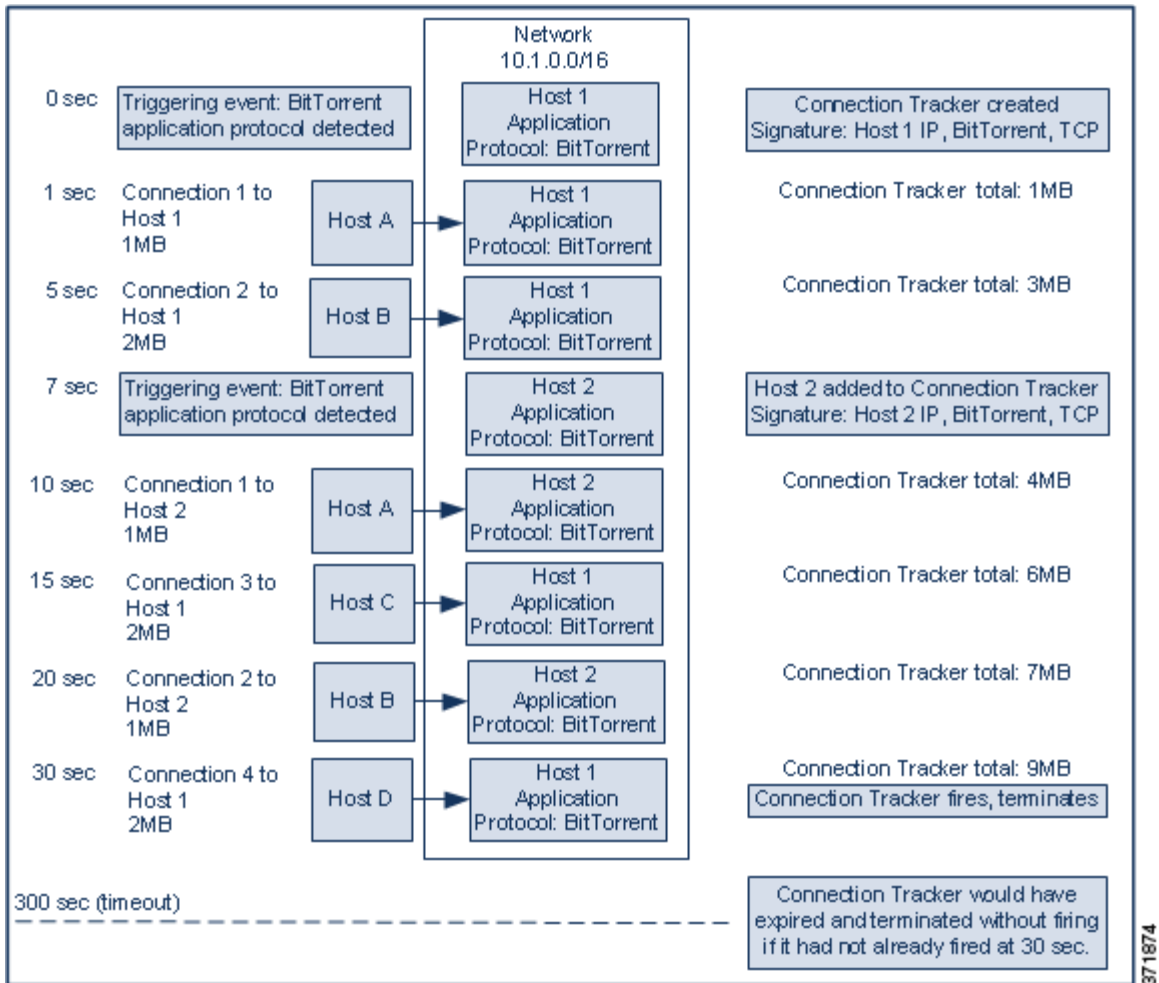 Network
10.1.0.0/16
0 sec
Triggering event: BitTorrent
application protocol detected
Host 1
Application
Protocol: BitTorrent
Connection Tracker created
Signature: Host 1 IP, BitTorrent, TCP
1 sec
Connection 1 to
Host 1
1MB
Host A
Host 1
Application
Protocol: BitTorrent
Connection Tracker total: 1MB
5 sec
Connection 2 to
Host 1
2MB
Host B
Host 1
Application
Protocol: BitTorrent
Connection Tracker total: 3MB
7 sec
Triggering event: BitTorrent
application protocol detected
Host 2
Application
Protocol: BitTorrent
Host 2 added to Connection Tracker
Signature: Host 2 IP, BitTorrent, TCP
10 sec
Connection 1 to
Host 2
1MB
Host A
Host 2
Application
Protocol: BitTorrent
Connection Tracker total: 4MB
15 sec
Connection 3 to
Host 1
2MB
Host C
Host 1
Application
Protocol: BitTorrent
Connection Tracker total: 6MB
20 sec
Connection 2 to
Host 2
1MB
Host B
Host 2
Application
Protocol: BitTorrent
Connection Tracker total: 7MB
30 sec
Connection 4 to
Host 1
2MB
Host D
Host 1
Application
Protocol: BitTorrent
Connection Tracker total: 9MB
Connection Tracker fires, terminates
300 sec (timeout)
Connection Tracker would have
expired and terminated without firing
if it had not already fired at 30 sec.
371874